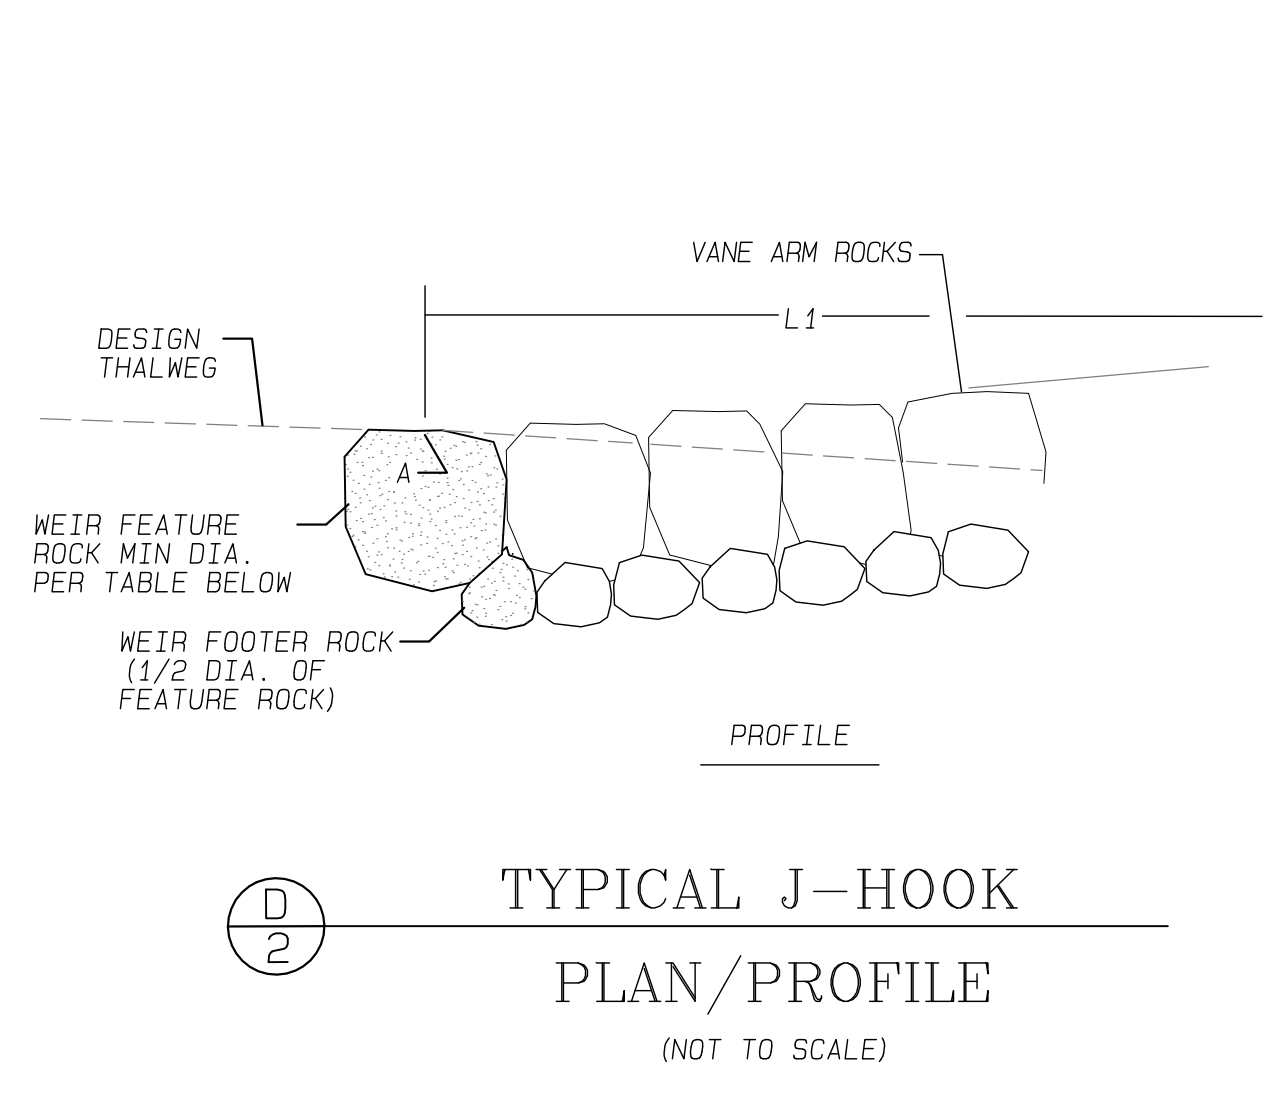 VANE ARM ROCKS
L1
DESIGN
THALWEG
A
WEIR FEATURE
ROCK MIN DIA.
PER TABLE BELOW
WEIR FOOTER ROCK
(1/2 DIA. OF
FEATURE ROCK)
PROFILE
D
2
TYPICAL J-HOOK
PLAN/PROFILE
(NOT TO SCALE)